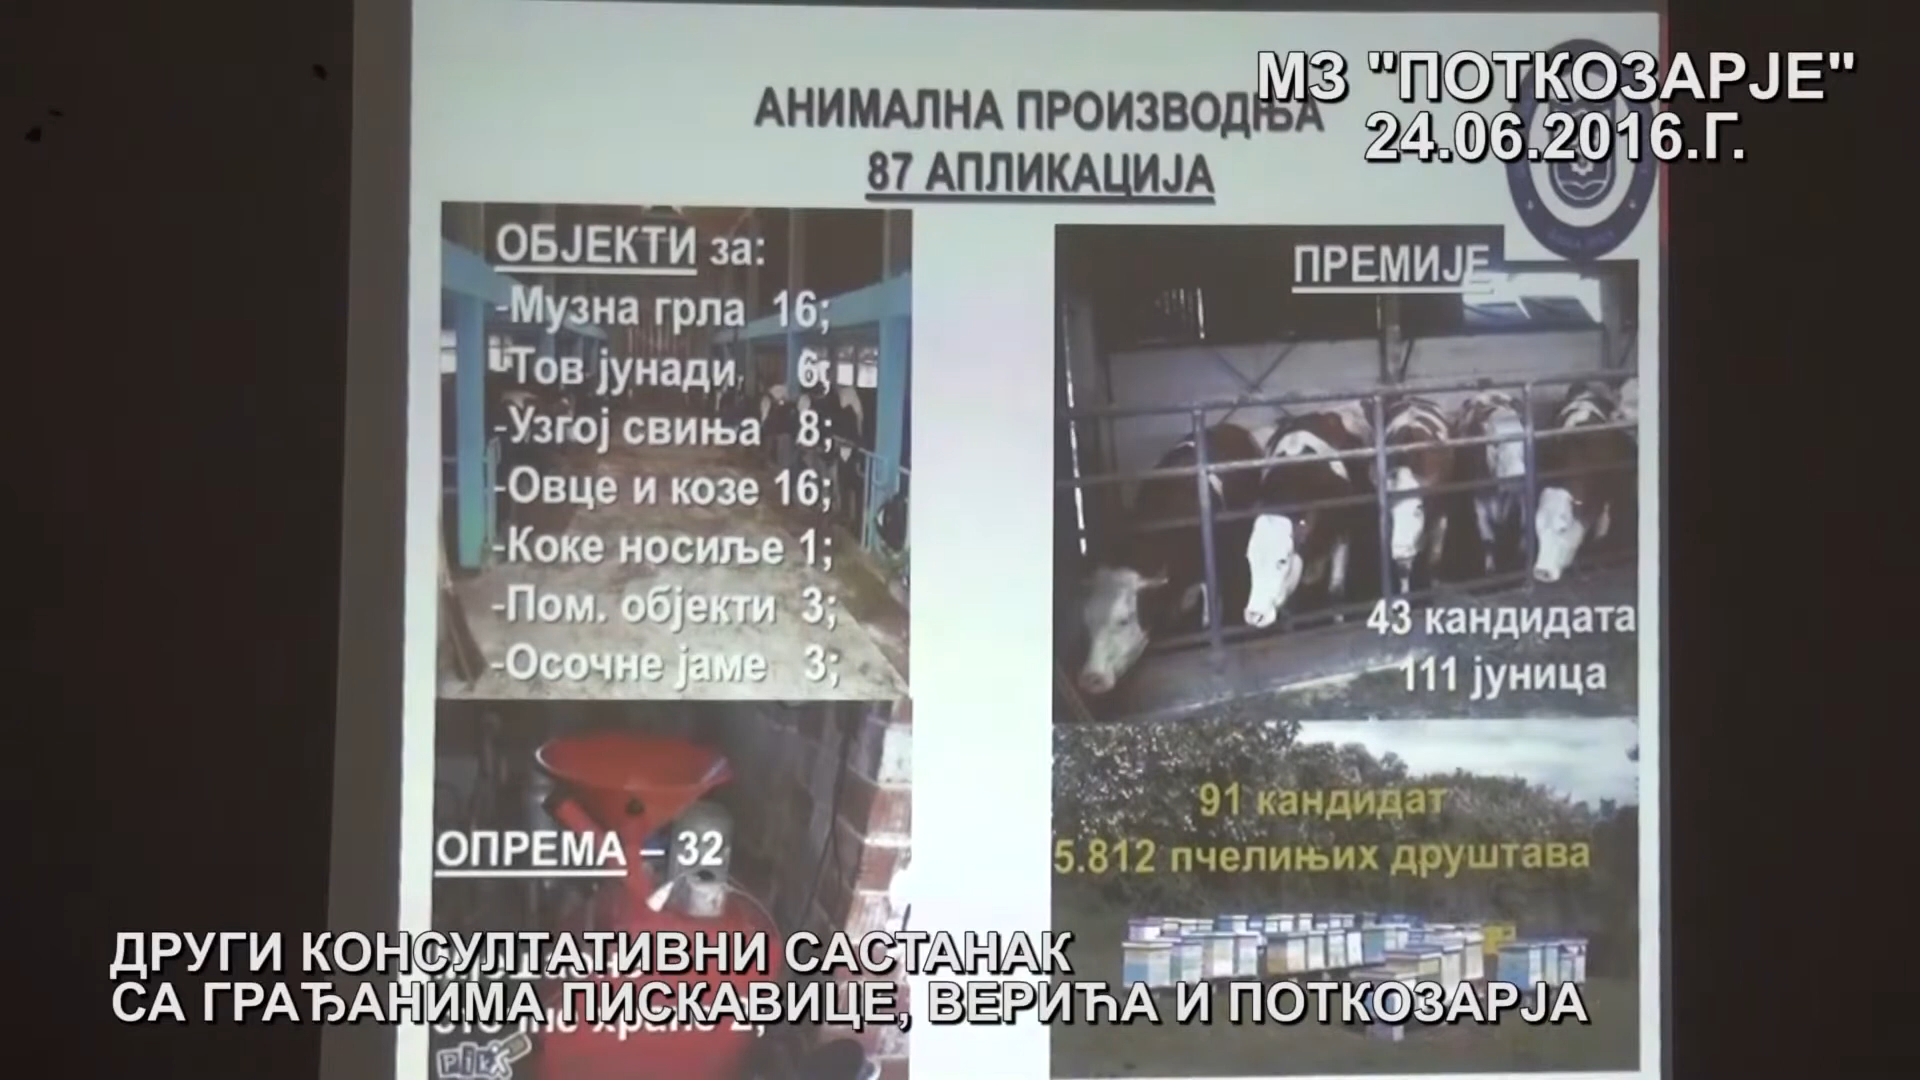 МЗ "ПОТКОЗАРЈЕ"
24.06.2016.Г.
АНИМАЛНА ПРОИЗВОДЊА
87 АПЛИКАЦИЈА
ОБЈЕКТИ за:
-Музна грла 16;
-Тов јунади 6;
-Узгој свиња 8;
-Овце и козе 16;
-Коке носиље 1;
-Пом. објекти 3;
-Осочне јаме 3;
ПРЕМИЈЕ
43 кандидата
111 јуница
ОПРЕМА – 32
91 кандидат
5.812 пчелињих друштава
ДРУГИ КОНСУЛТАТИВНИ САСТАНАК
СА ГРАЂАНИМА ПИСКАВИЦЕ, ВЕРИЋА И ПОТКОЗАРЈА